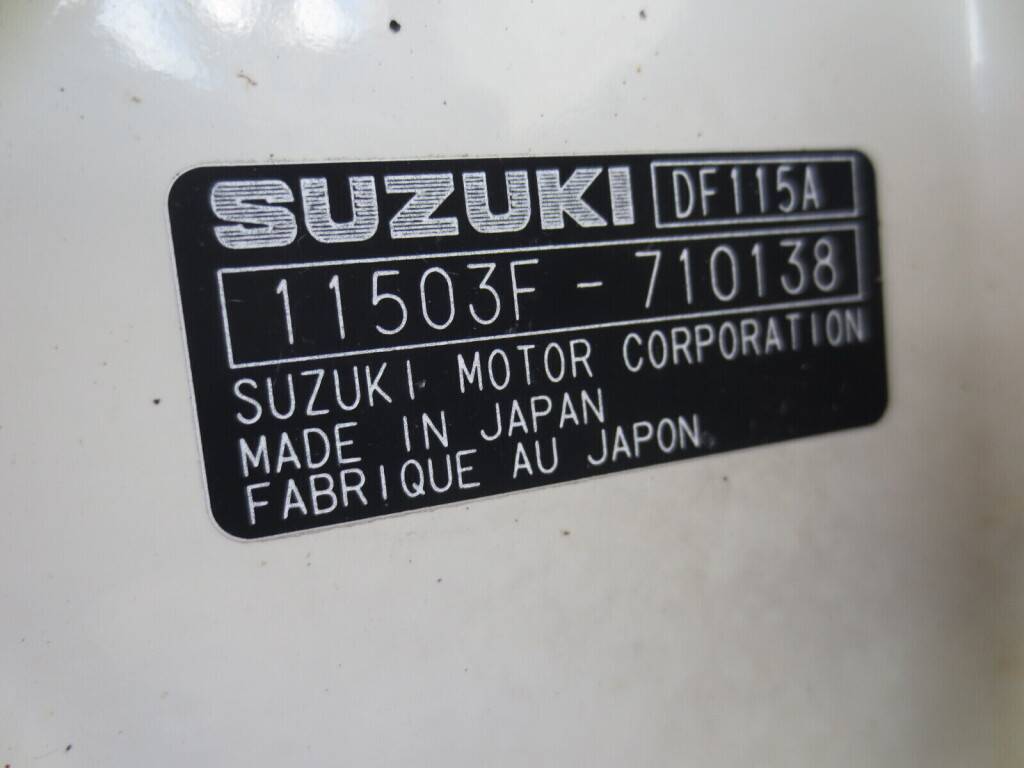 SUZUKI DF115A
11503F - 710138
SUZUKI MOTOR CORPORATION
MADE IN JAPAN
FABRIQUE AU JAPON